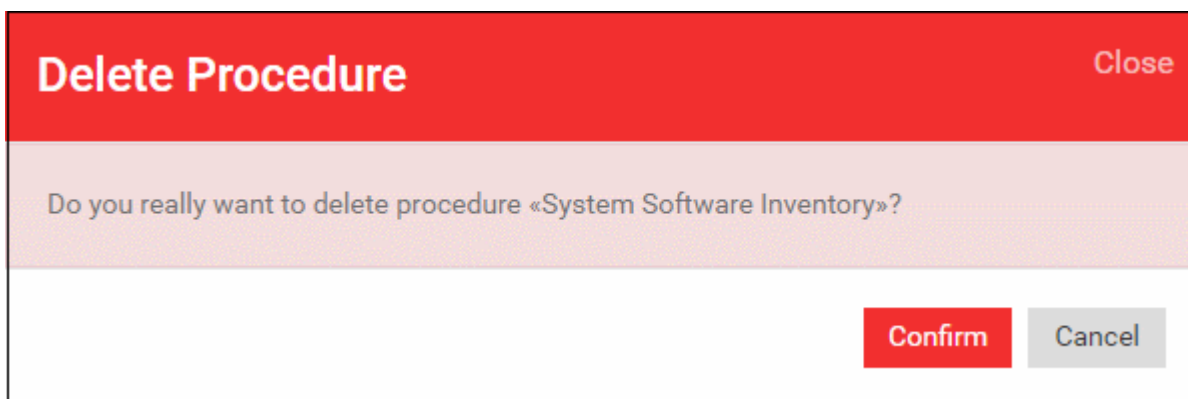 Delete Procedure
Close
Do you really want to delete procedure «System Software Inventory»?
Confirm
Cancel